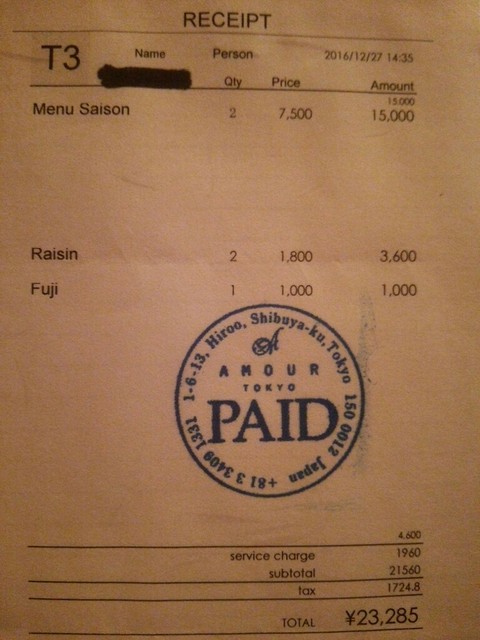 RECEIPT
T3 Name Person 2016/12/27 14:35
Qty Price Amount
15.000
Menu Saison 2 7,500 15,000
Raisin 2 1,800 3,600
Fuji 1 1,000 1,000
1-6-13, Hiroo, Shibuya-ku, Tokyo 150 0012 Japan +81 3 3409 1331
A
AMOUR
TOKYO
PAID
4,600
service charge 1960
subtotal 21560
tax 1724.8
TOTAL ¥23,285